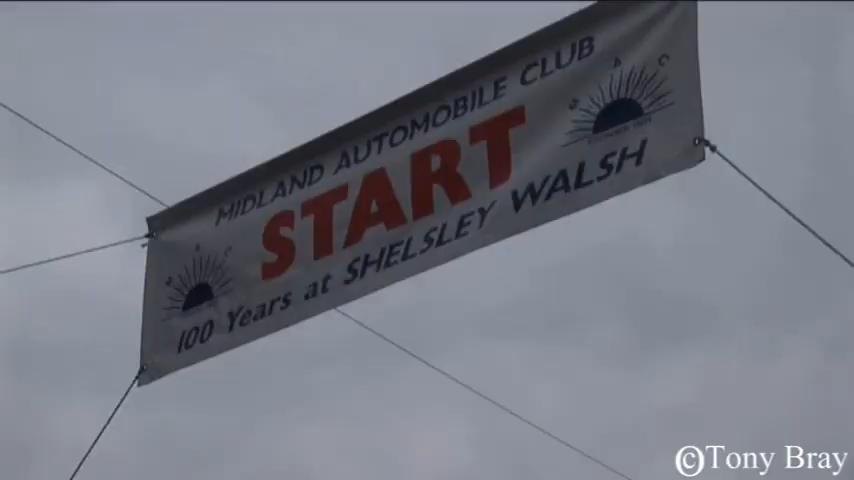 MIDLAND AUTOMOBILE CLUB
START
100 Years at SHELSLEY WALSH
M A C
M A C
©Tony Bray